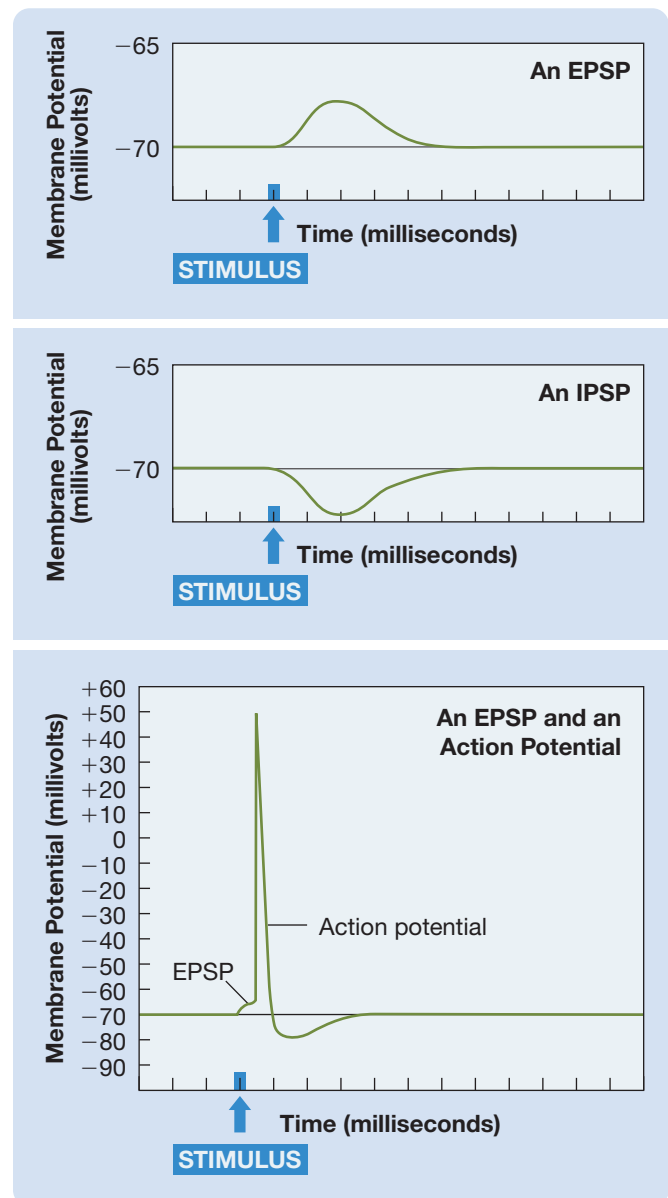 Membrane Potential
(millivolts)
−65
−70
An EPSP
Time (milliseconds)
STIMULUS
Membrane Potential
(millivolts)
−65
−70
An IPSP
Time (milliseconds)
STIMULUS
Membrane Potential (millivolts)
+60
+50
+40
+30
+20
+10
0
−10
−20
−30
−40
−50
−60
−70
−80
−90
An EPSP and an
Action Potential
Action potential
EPSP
Time (milliseconds)
STIMULUS